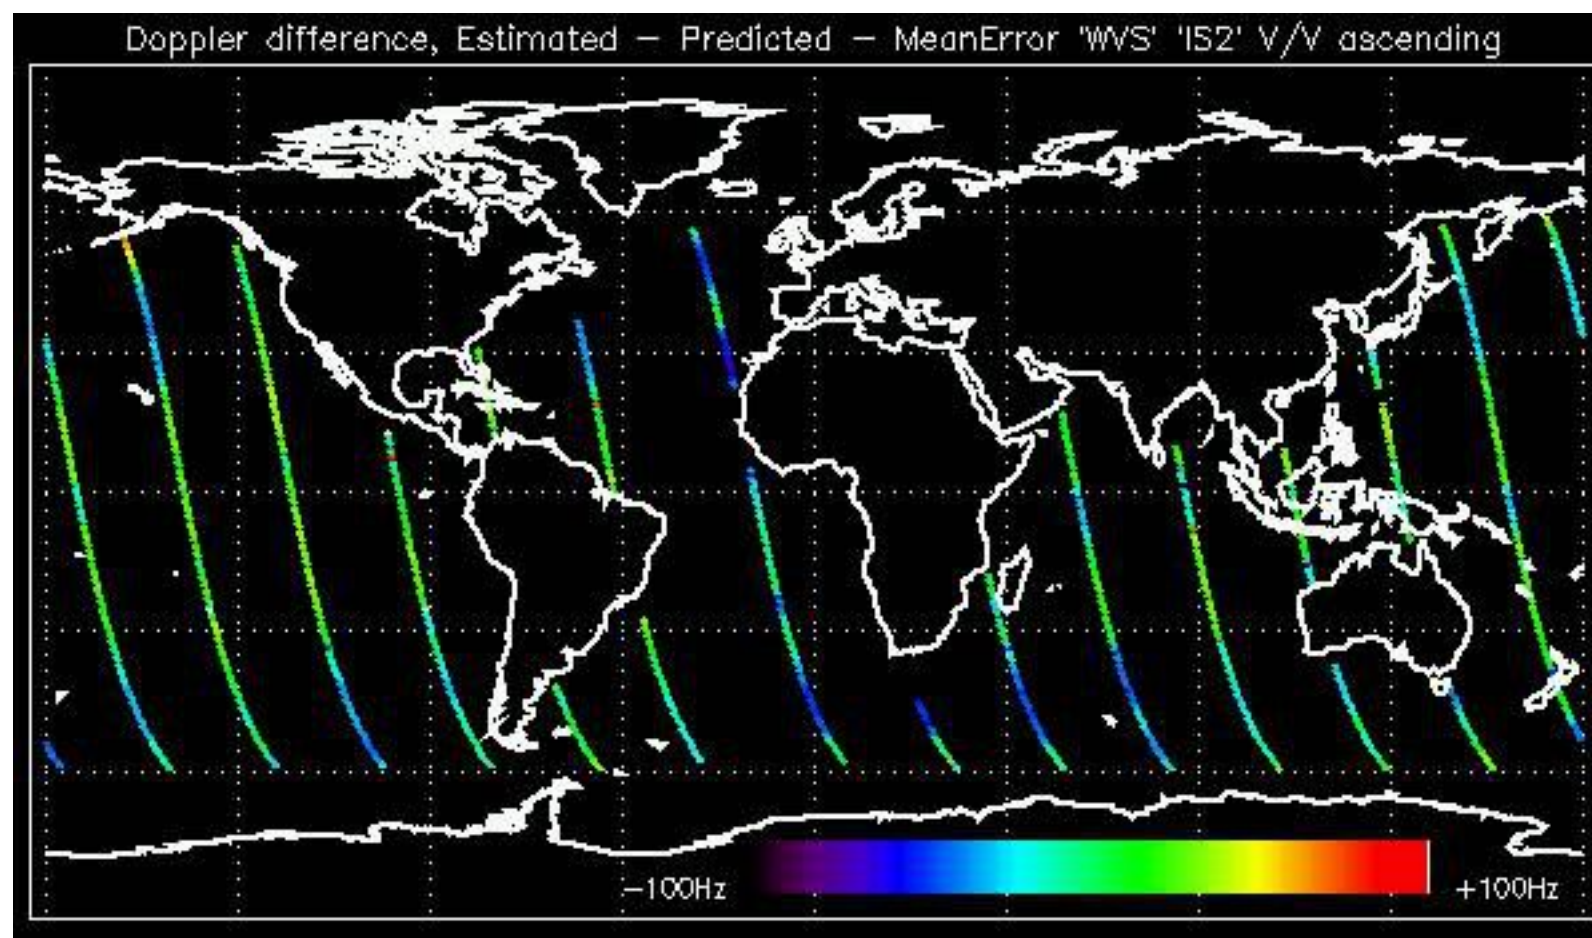 Doppler difference, Estimated – Predicted – MeanError 'WVS' 'IS2' V/V ascending
–100Hz
+100Hz